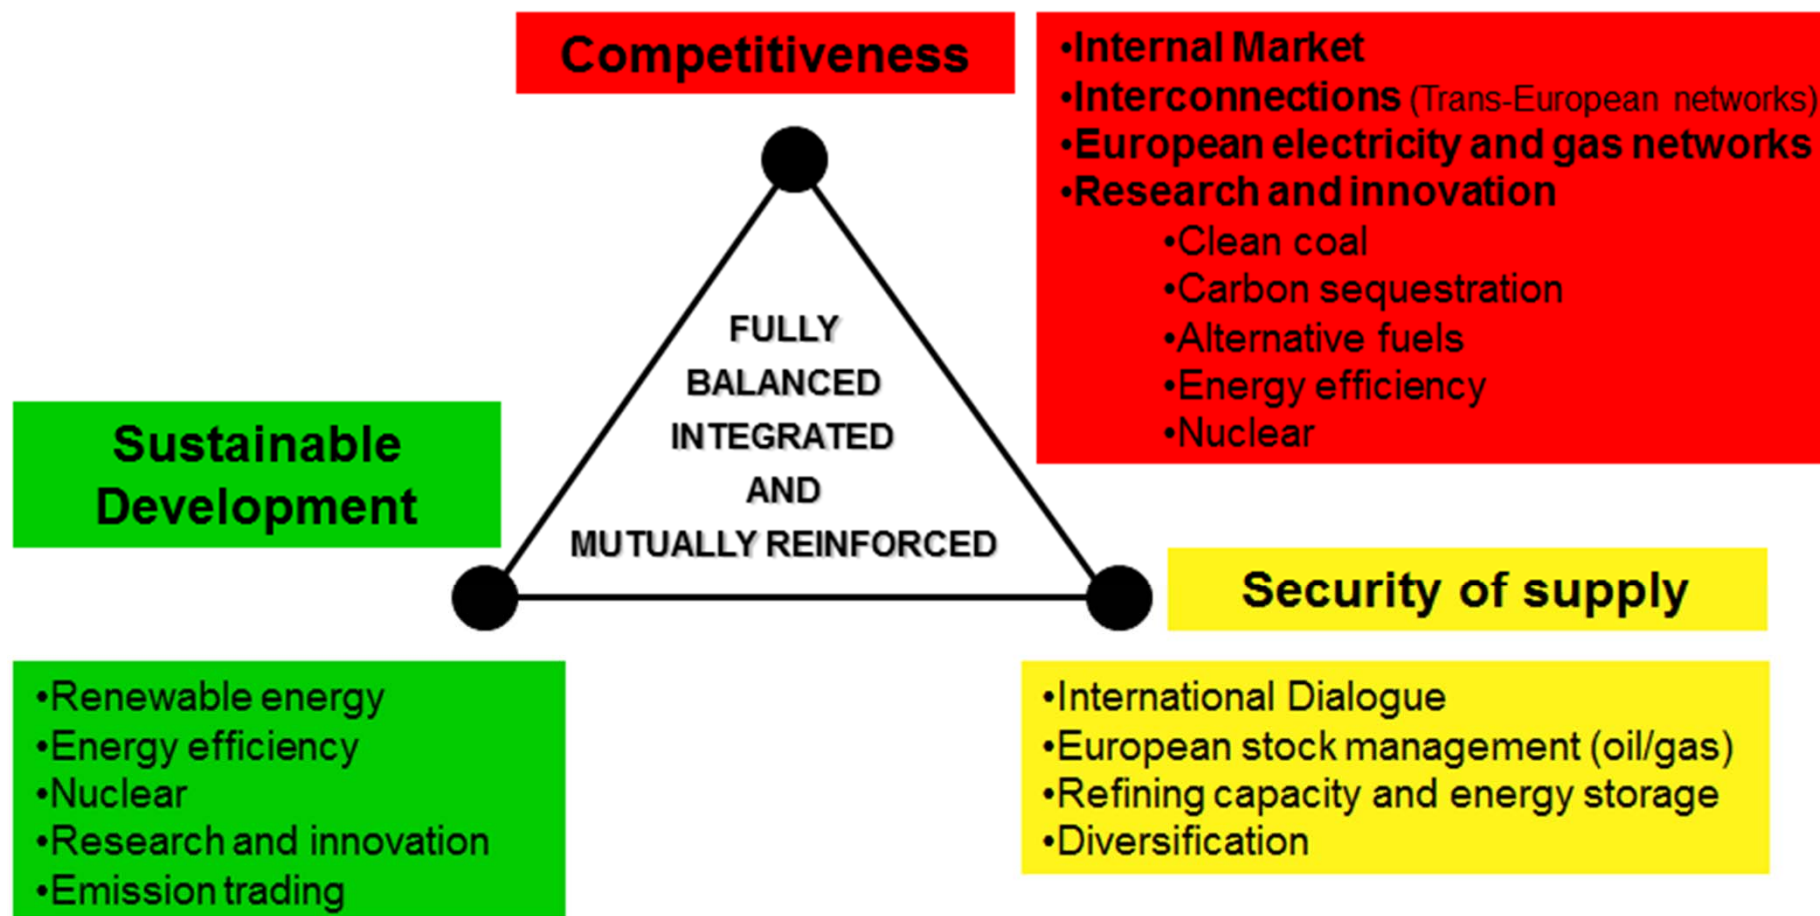 Competitiveness
•Internal Market
•Interconnections (Trans-European networks)
•European electricity and gas networks
•Research and innovation
•Clean coal
•Carbon sequestration
•Alternative fuels
•Energy efficiency
•Nuclear
FULLY
BALANCED
INTEGRATED
AND
MUTUALLY REINFORCED
Sustainable
Development
•Renewable energy
•Energy efficiency
•Nuclear
•Research and innovation
•Emission trading
Security of supply
•International Dialogue
•European stock management (oil/gas)
•Refining capacity and energy storage
•Diversification